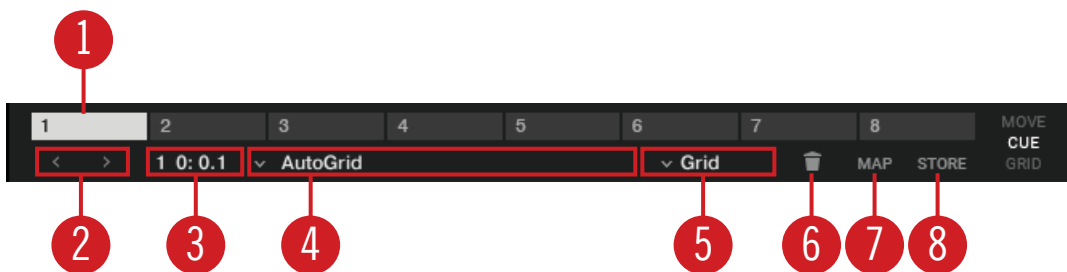 1
1 2 3 4 5 6 7 8 MOVE
CUE
< > 1 0: 0.1 AutoGrid Grid MAP STORE GRID
2 3 4 5 6 7 8